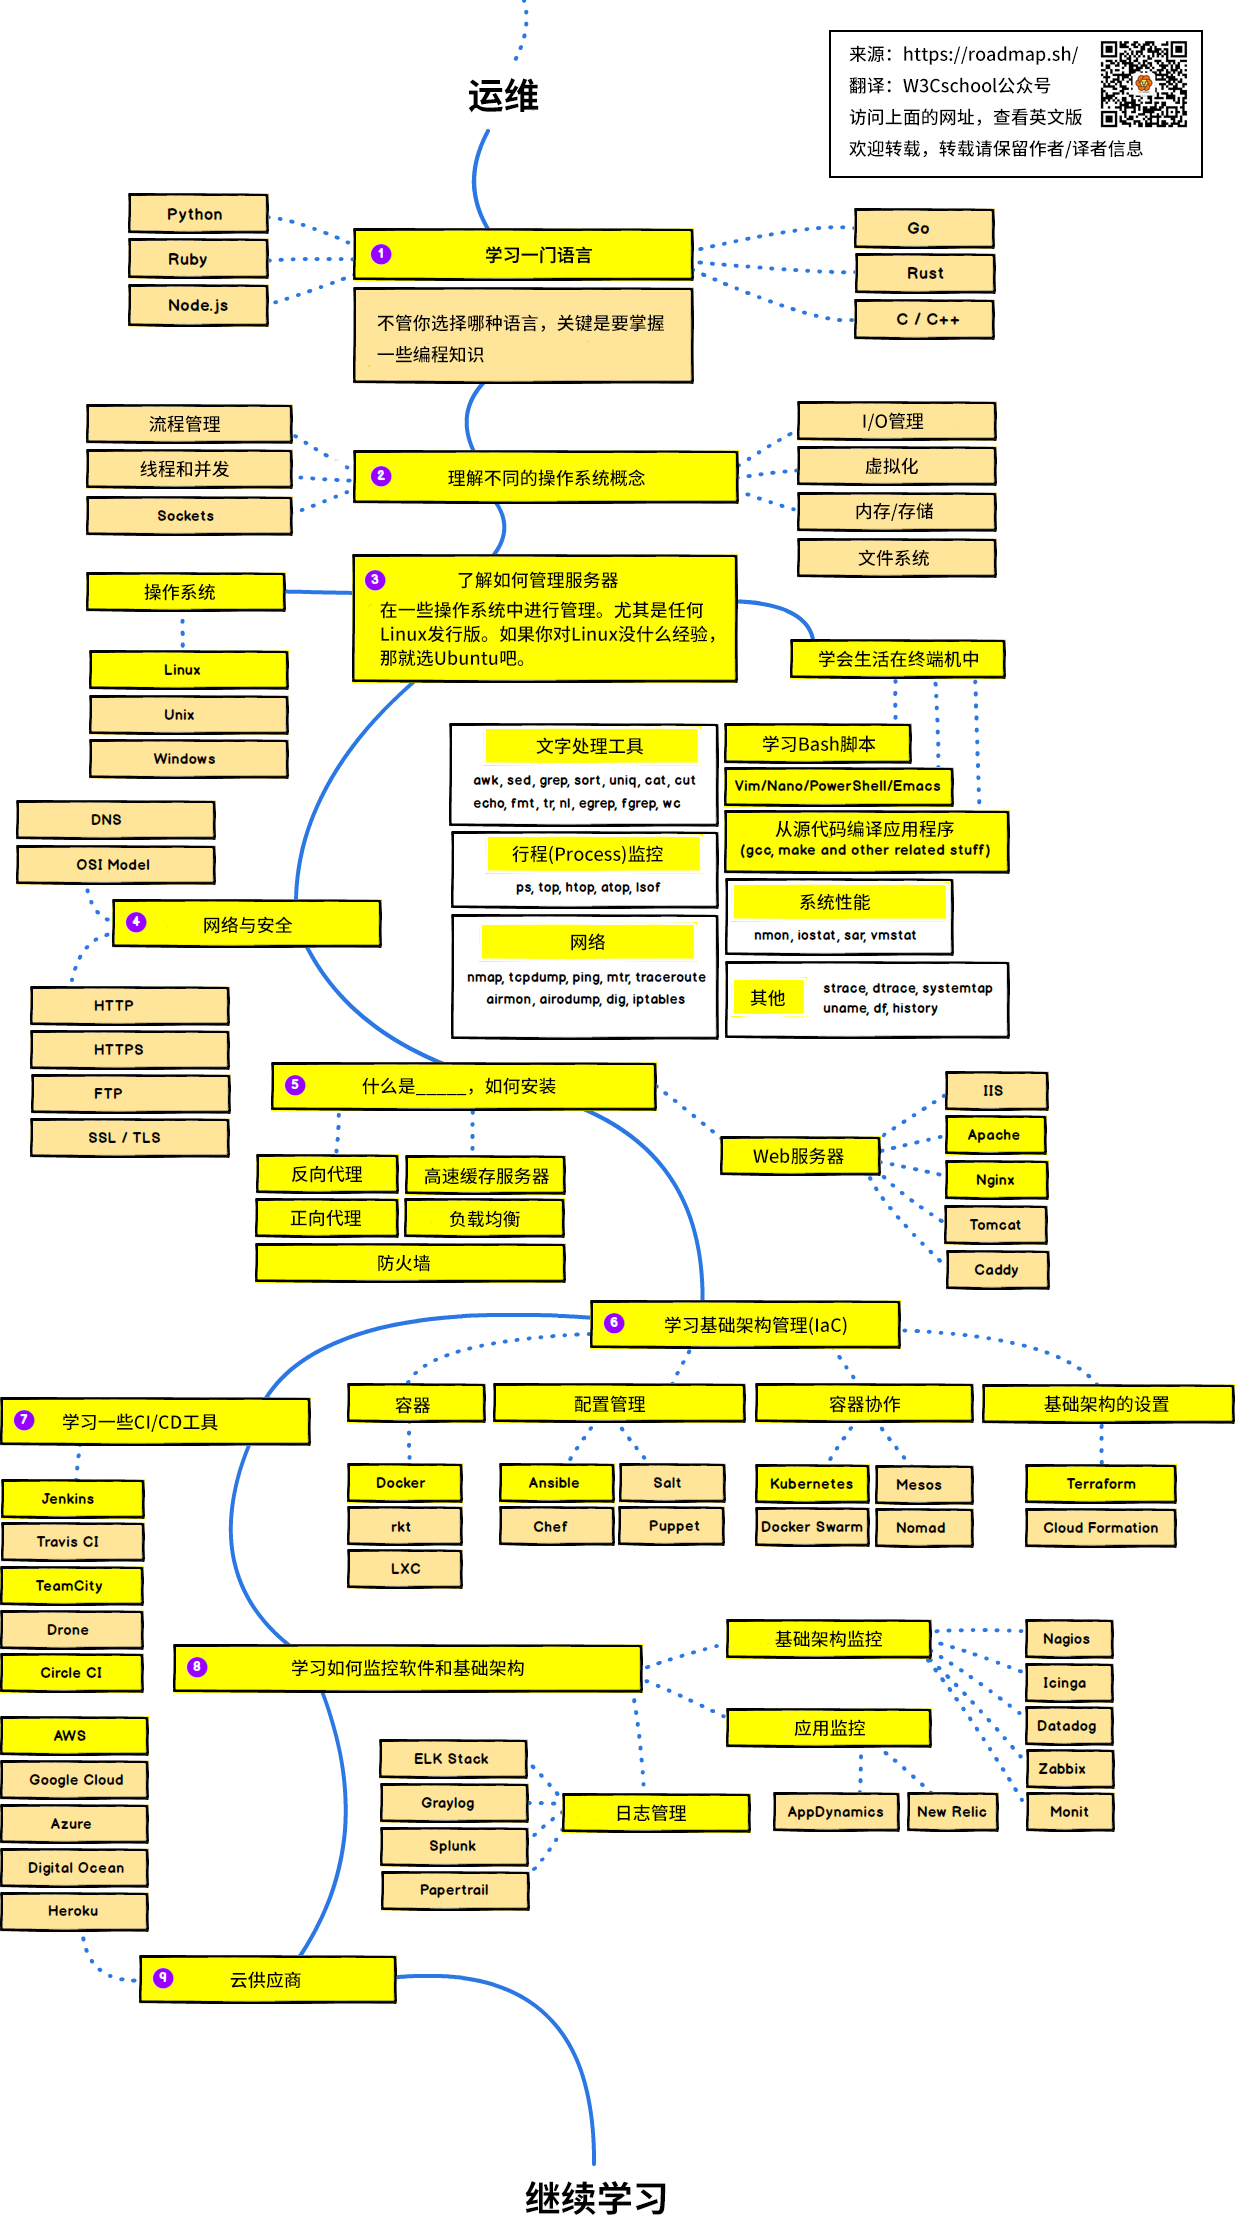 运维
来源：https://roadmap.sh/
翻译：W3Cschool公众号
访问上面的网址，查看英文版
欢迎转载，转载请保留作者/译者信息
Python
Ruby
Node.js
1
学习一门语言
不管你选择哪种语言，关键是要掌握
一些编程知识
Go
Rust
C / C++
流程管理
线程和并发
Sockets
2
理解不同的操作系统概念
I/O管理
虚拟化
内存/存储
文件系统
3
了解如何管理服务器
在一些操作系统中进行管理。尤其是任何
Linux发行版。如果你对Linux没什么经验，
那就选Ubuntu吧。
操作系统
Linux
Unix
Windows
学会生活在终端机中
文字处理工具
awk, sed, grep, sort, uniq, cat, cut
echo, fmt, tr, nl, egrep, fgrep, wc
行程(Process)监控
ps, top, htop, atop, lsof
网络
nmap, tcpdump, ping, mtr, traceroute
airmon, airodump, dig, iptables
学习Bash脚本
Vim/Nano/PowerShell/Emacs
从源代码编译应用程序
(gcc, make and other related stuff)
系统性能
nmon, iostat, sar, vmstat
其他
strace, dtrace, systemtap
uname, df, history
DNS
OSI Model
4
网络与安全
HTTP
HTTPS
FTP
SSL / TLS
5
什么是_____，如何安装
反向代理
高速缓存服务器
正向代理
负载均衡
防火墙
Web服务器
IIS
Apache
Nginx
Tomcat
Caddy
6
学习基础架构管理(IaC)
容器
Docker
rkt
LXC
配置管理
Ansible
Salt
Chef
Puppet
容器协作
Kubernetes
Mesos
Docker Swarm
Nomad
基础架构的设置
Terraform
Cloud Formation
7
学习一些CI/CD工具
Jenkins
Travis CI
TeamCity
Drone
Circle CI
8
学习如何监控软件和基础架构
基础架构监控
Nagios
Icinga
Datadog
Zabbix
Monit
应用监控
AppDynamics
New Relic
日志管理
ELK Stack
Graylog
Splunk
Papertrail
AWS
Google Cloud
Azure
Digital Ocean
Heroku
9
云供应商
继续学习